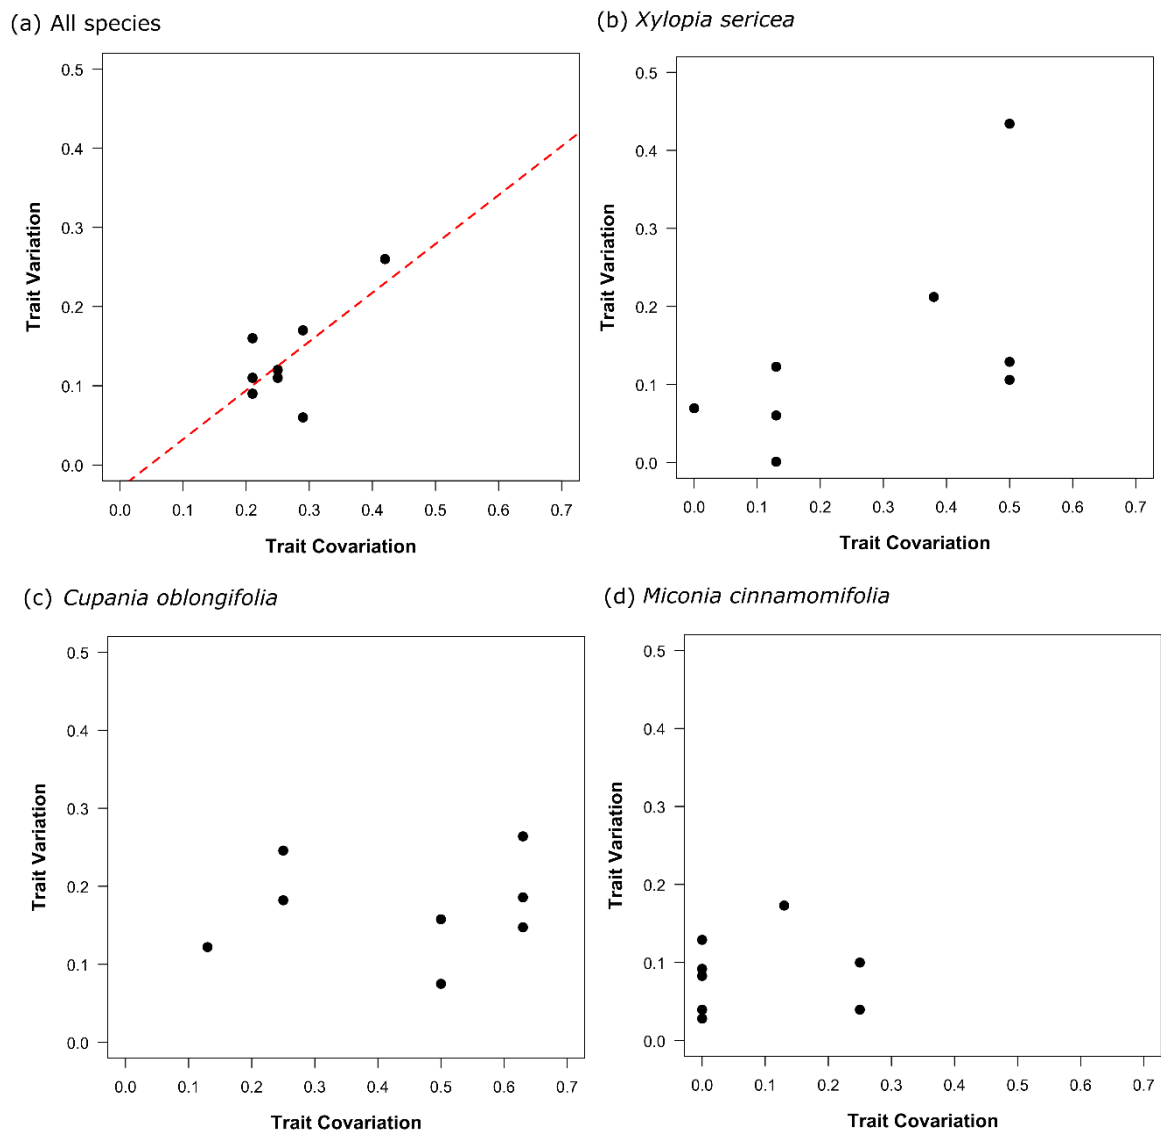 (a) All species
0.5
0.4
0.3
0.2
0.1
0.0
Trait Variation
0.0 0.1 0.2 0.3 0.4 0.5 0.6 0.7
Trait Covariation
(b) Xylopia sericea
0.5
0.4
0.3
0.2
0.1
0.0
Trait Variation
0.0 0.1 0.2 0.3 0.4 0.5 0.6 0.7
Trait Covariation
(c) Cupania oblongifolia
0.5
0.4
0.3
0.2
0.1
0.0
Trait Variation
0.0 0.1 0.2 0.3 0.4 0.5 0.6 0.7
Trait Covariation
(d) Miconia cinnamomifolia
0.5
0.4
0.3
0.2
0.1
0.0
Trait Variation
0.0 0.1 0.2 0.3 0.4 0.5 0.6 0.7
Trait Covariation